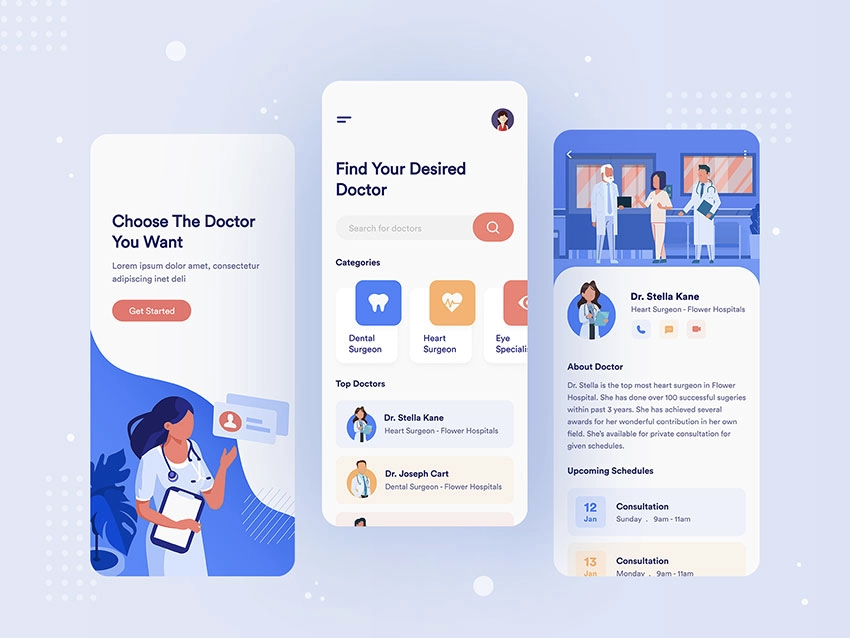 Choose The Doctor
You Want
Lorem ipsum dolor amet, consectetur
adipiscing inet deli
Get Started
Find Your Desired
Doctor
Search for doctors
Categories
Dental
Surgeon
Heart
Surgeon
Eye
Speciali
Top Doctors
Dr. Stella Kane
Heart Surgeon - Flower Hospitals
Dr. Joseph Cart
Dental Surgeon - Flower Hospitals
Dr. Stella Kane
Heart Surgeon - Flower Hospitals
About Doctor
Dr. Stella is the top most heart surgeon in Flower
Hospital. She has done over 100 successful sugeries
within past 3 years. She has achieved several
awards for her wonderful contribution in her own
field. She's available for private consultation for
given schedules.
Upcoming Schedules
12
Jan
Consultation
Sunday . 9am - 11am
13
Jan
Consultation
Monday . 9am - 11am